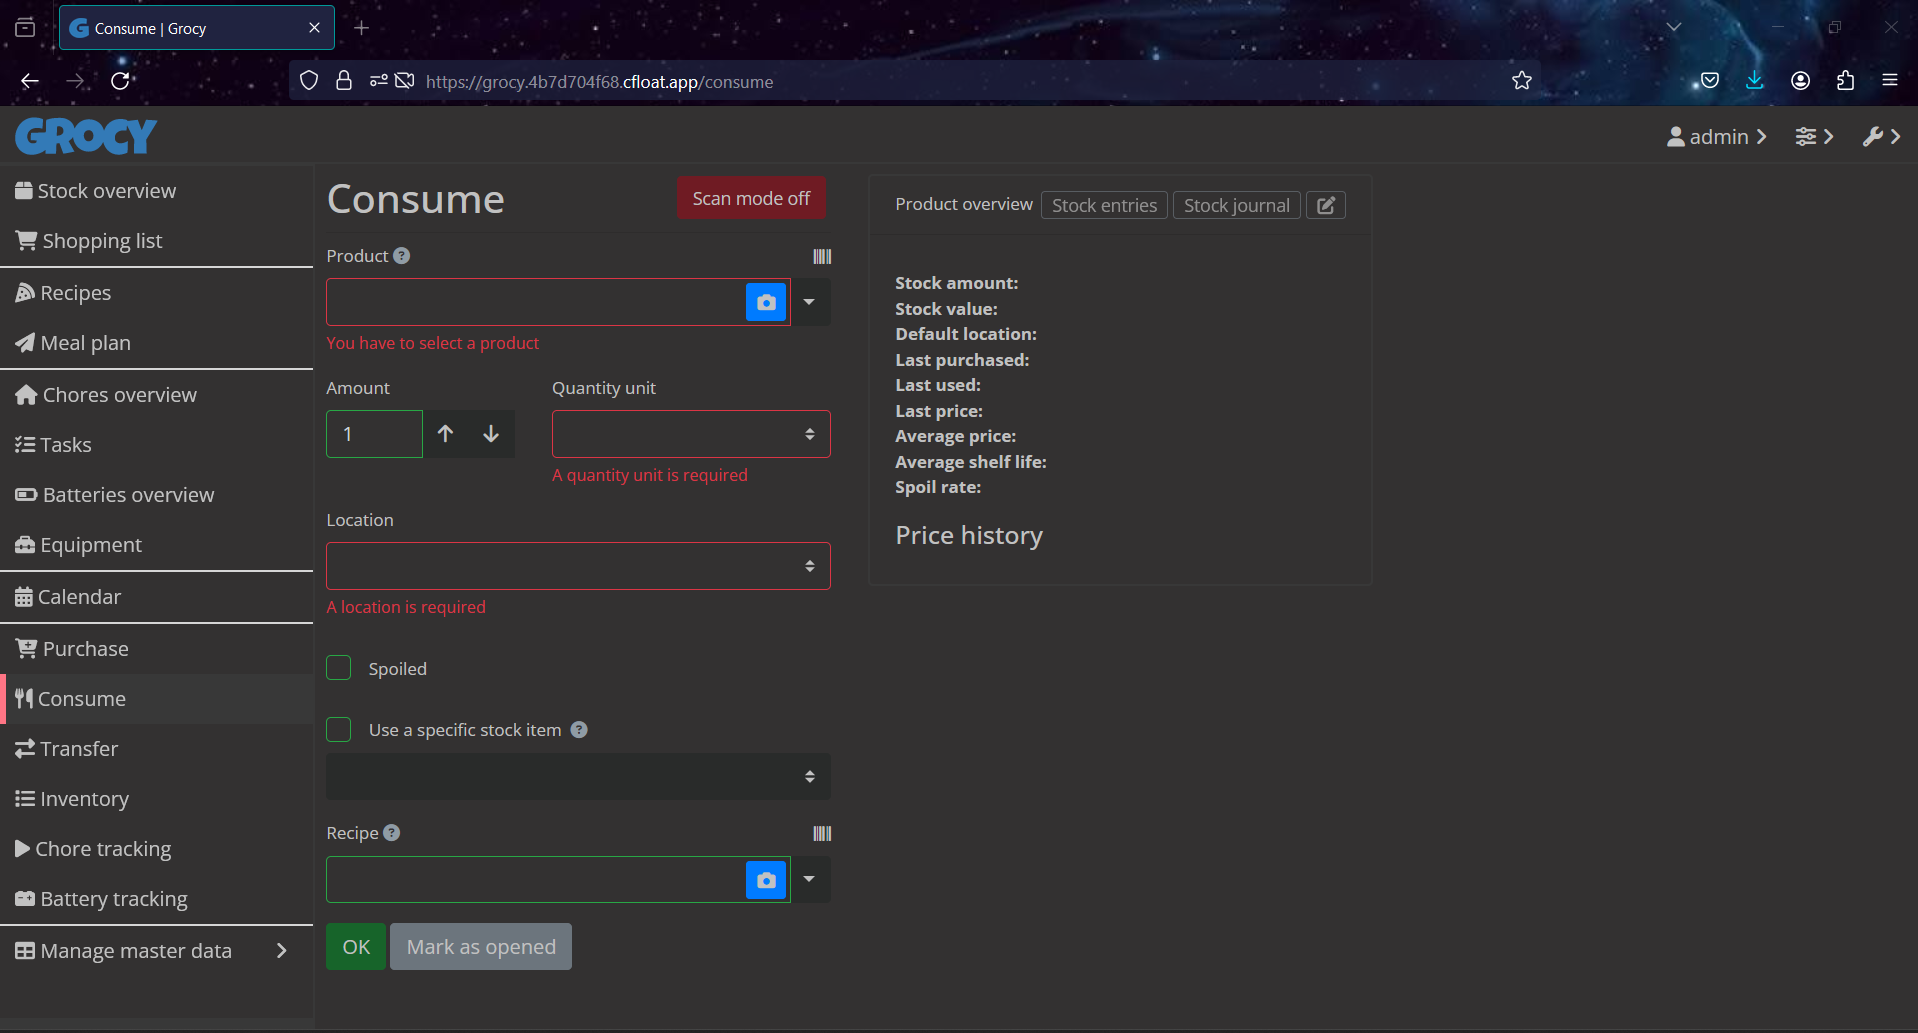 Consume | Grocy
https://grocy.4b7d704f68.cfloat.app/consume
GROCY
admin
Stock overview
Shopping list
Recipes
Meal plan
Chores overview
Tasks
Batteries overview
Equipment
Calendar
Purchase
Consume
Transfer
Inventory
Chore tracking
Battery tracking
Manage master data
Consume
Scan mode off
Product ?
You have to select a product
Amount
Quantity unit
1
A quantity unit is required
Location
A location is required
Spoiled
Use a specific stock item ?
Recipe ?
OK
Mark as opened
Product overview
Stock entries
Stock journal
Stock amount:
Stock value:
Default location:
Last purchased:
Last used:
Last price:
Average price:
Average shelf life:
Spoil rate:
Price history